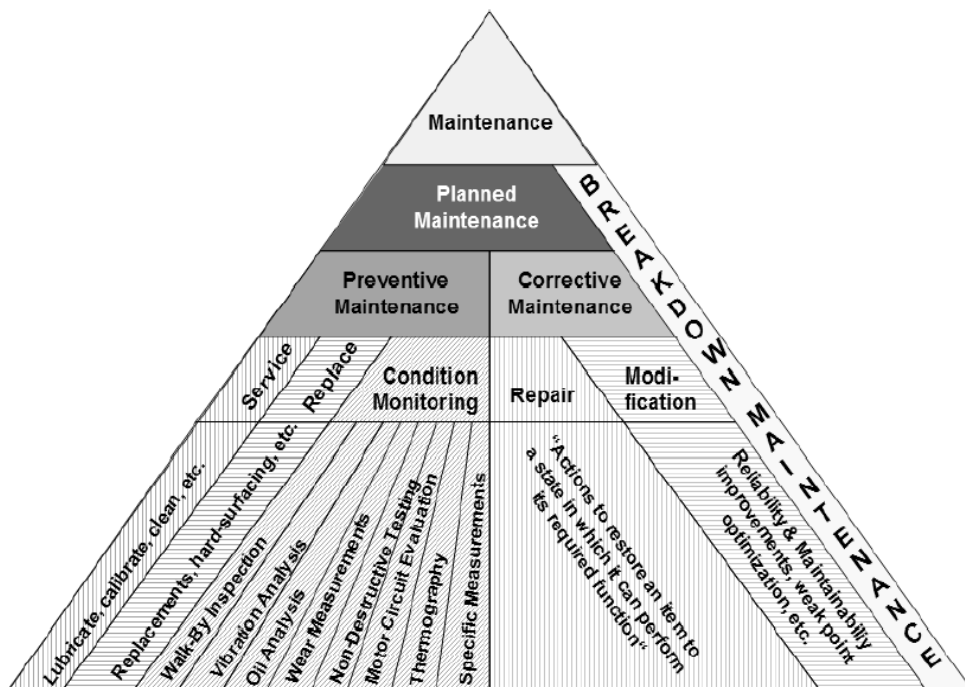 Maintenance
Planned
Maintenance
BREAKDOWN MAINTENANCE
Preventive
Maintenance
Corrective
Maintenance
Service
Replace
Condition
Monitoring
Repair
Modi-
fication
Lubricate, calibrate, clean, etc.
Replacements, hard-surfacing, etc.
Walk-By Inspection
Vibration Analysis
Oil Analysis
Wear Measurements
Non-Destructive Testing
Motor Circuit Evaluation
Thermography
Specific Measurements
“Actions to restore an item to
a state in which it can perform
its required function“
Reliability & Maintainability
improvements, weak point
optimization, etc.